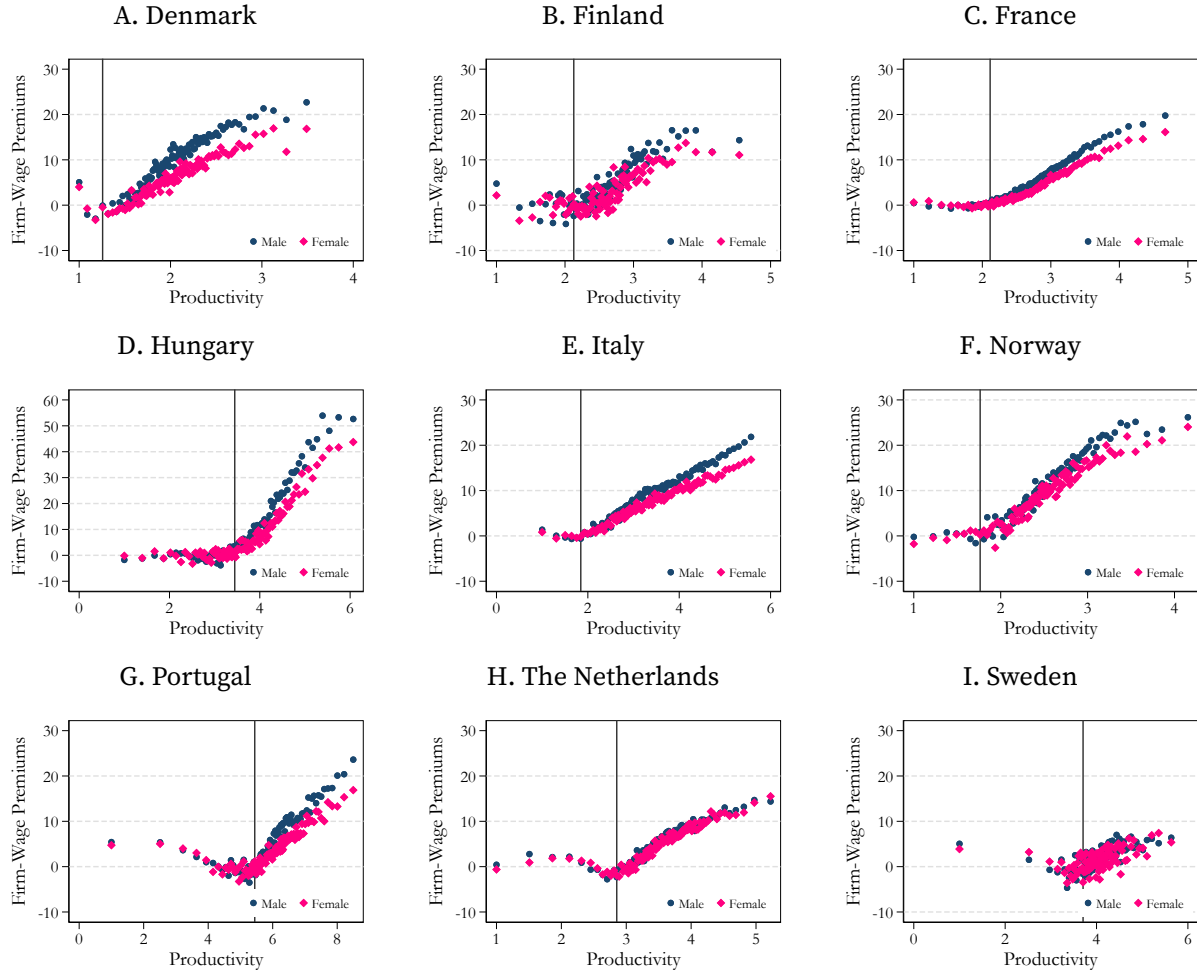 A. Denmark
B. Finland
C. France
Firm-Wage Premiums
30
20
10
0
-10
Male
Female
1
2
3
4
Productivity
Firm-Wage Premiums
30
20
10
0
-10
Male
Female
1
2
3
4
5
Productivity
Firm-Wage Premiums
30
20
10
0
-10
Male
Female
1
2
3
4
5
Productivity
D. Hungary
E. Italy
F. Norway
Firm-Wage Premiums
60
50
40
30
20
10
0
-10
Male
Female
0
2
4
6
Productivity
Firm-Wage Premiums
30
20
10
0
-10
Male
Female
0
2
4
6
Productivity
Firm-Wage Premiums
30
20
10
0
-10
Male
Female
1
2
3
4
Productivity
G. Portugal
H. The Netherlands
I. Sweden
Firm-Wage Premiums
30
20
10
0
-10
Male
Female
0
2
4
6
8
Productivity
Firm-Wage Premiums
30
20
10
0
-10
Male
Female
1
2
3
4
5
Productivity
Firm-Wage Premiums
30
20
10
0
-10
Male
Female
0
2
4
6
Productivity